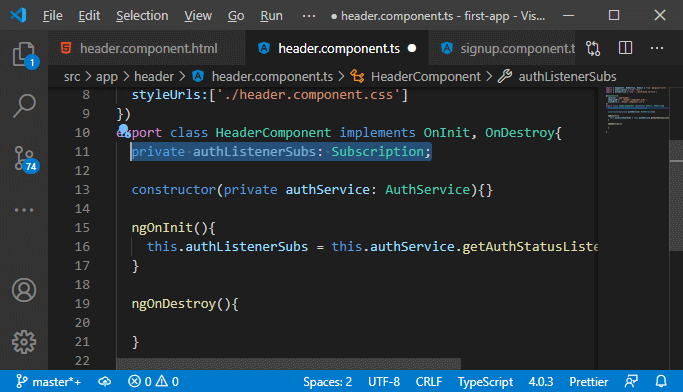 File Edit Selection View Go Run ··· header.component.ts - first-app - Vis...
header.component.html header.component.ts signup.component.t
src > app > header > header.component.ts > HeaderComponent > authListenerSubs
8 styleUrls:['./header.component.css']
9 })
10 export class HeaderComponent implements OnInit, OnDestroy{
11 private authListenerSubs: Subscription;
12
13 constructor(private authService: AuthService){}
14
15 ngOnInit(){
16 this.authListenerSubs = this.authService.getAuthStatusListe
17 }
18
19 ngOnDestroy(){
20
21 }
22
1
74
master*+ 0 0 Spaces: 2 UTF-8 CRLF TypeScript 4.0.3 Prettier